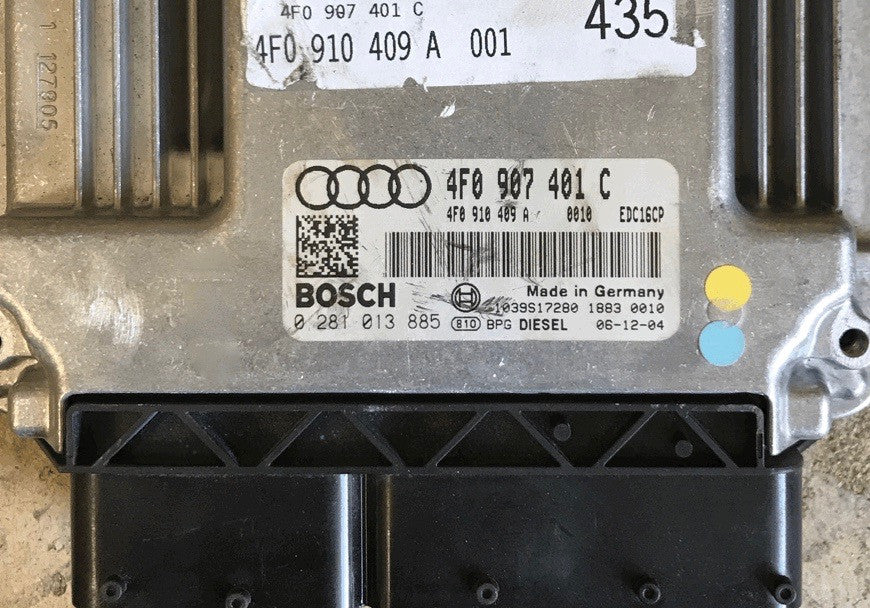 4F0 907 401 C
435
4F0 910 409 A 001
1 127905
4F0 907 401 C
4F0 910 409 A 0010 EDC16CP
BOSCH
Made in Germany
1039S17280 1883 0010
0 281 013 885 810 BPG DIESEL 06-12-04